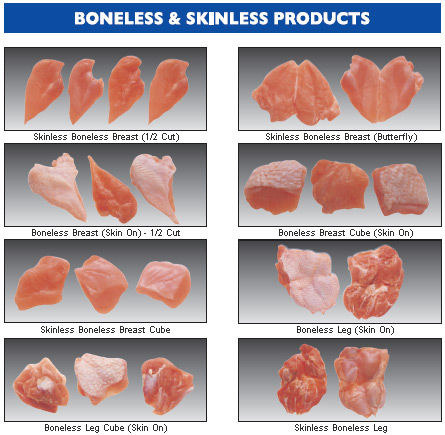 BONELESS & SKINLESS PRODUCTS
Skinless Boneless Breast (1/2 Cut)
Skinless Boneless Breast (Butterfly)
Boneless Breast (Skin On) - 1/2 Cut
Boneless Breast Cube (Skin On)
Skinless Boneless Breast Cube
Boneless Leg (Skin On)
Boneless Leg Cube (Skin On)
Skinless Boneless Leg